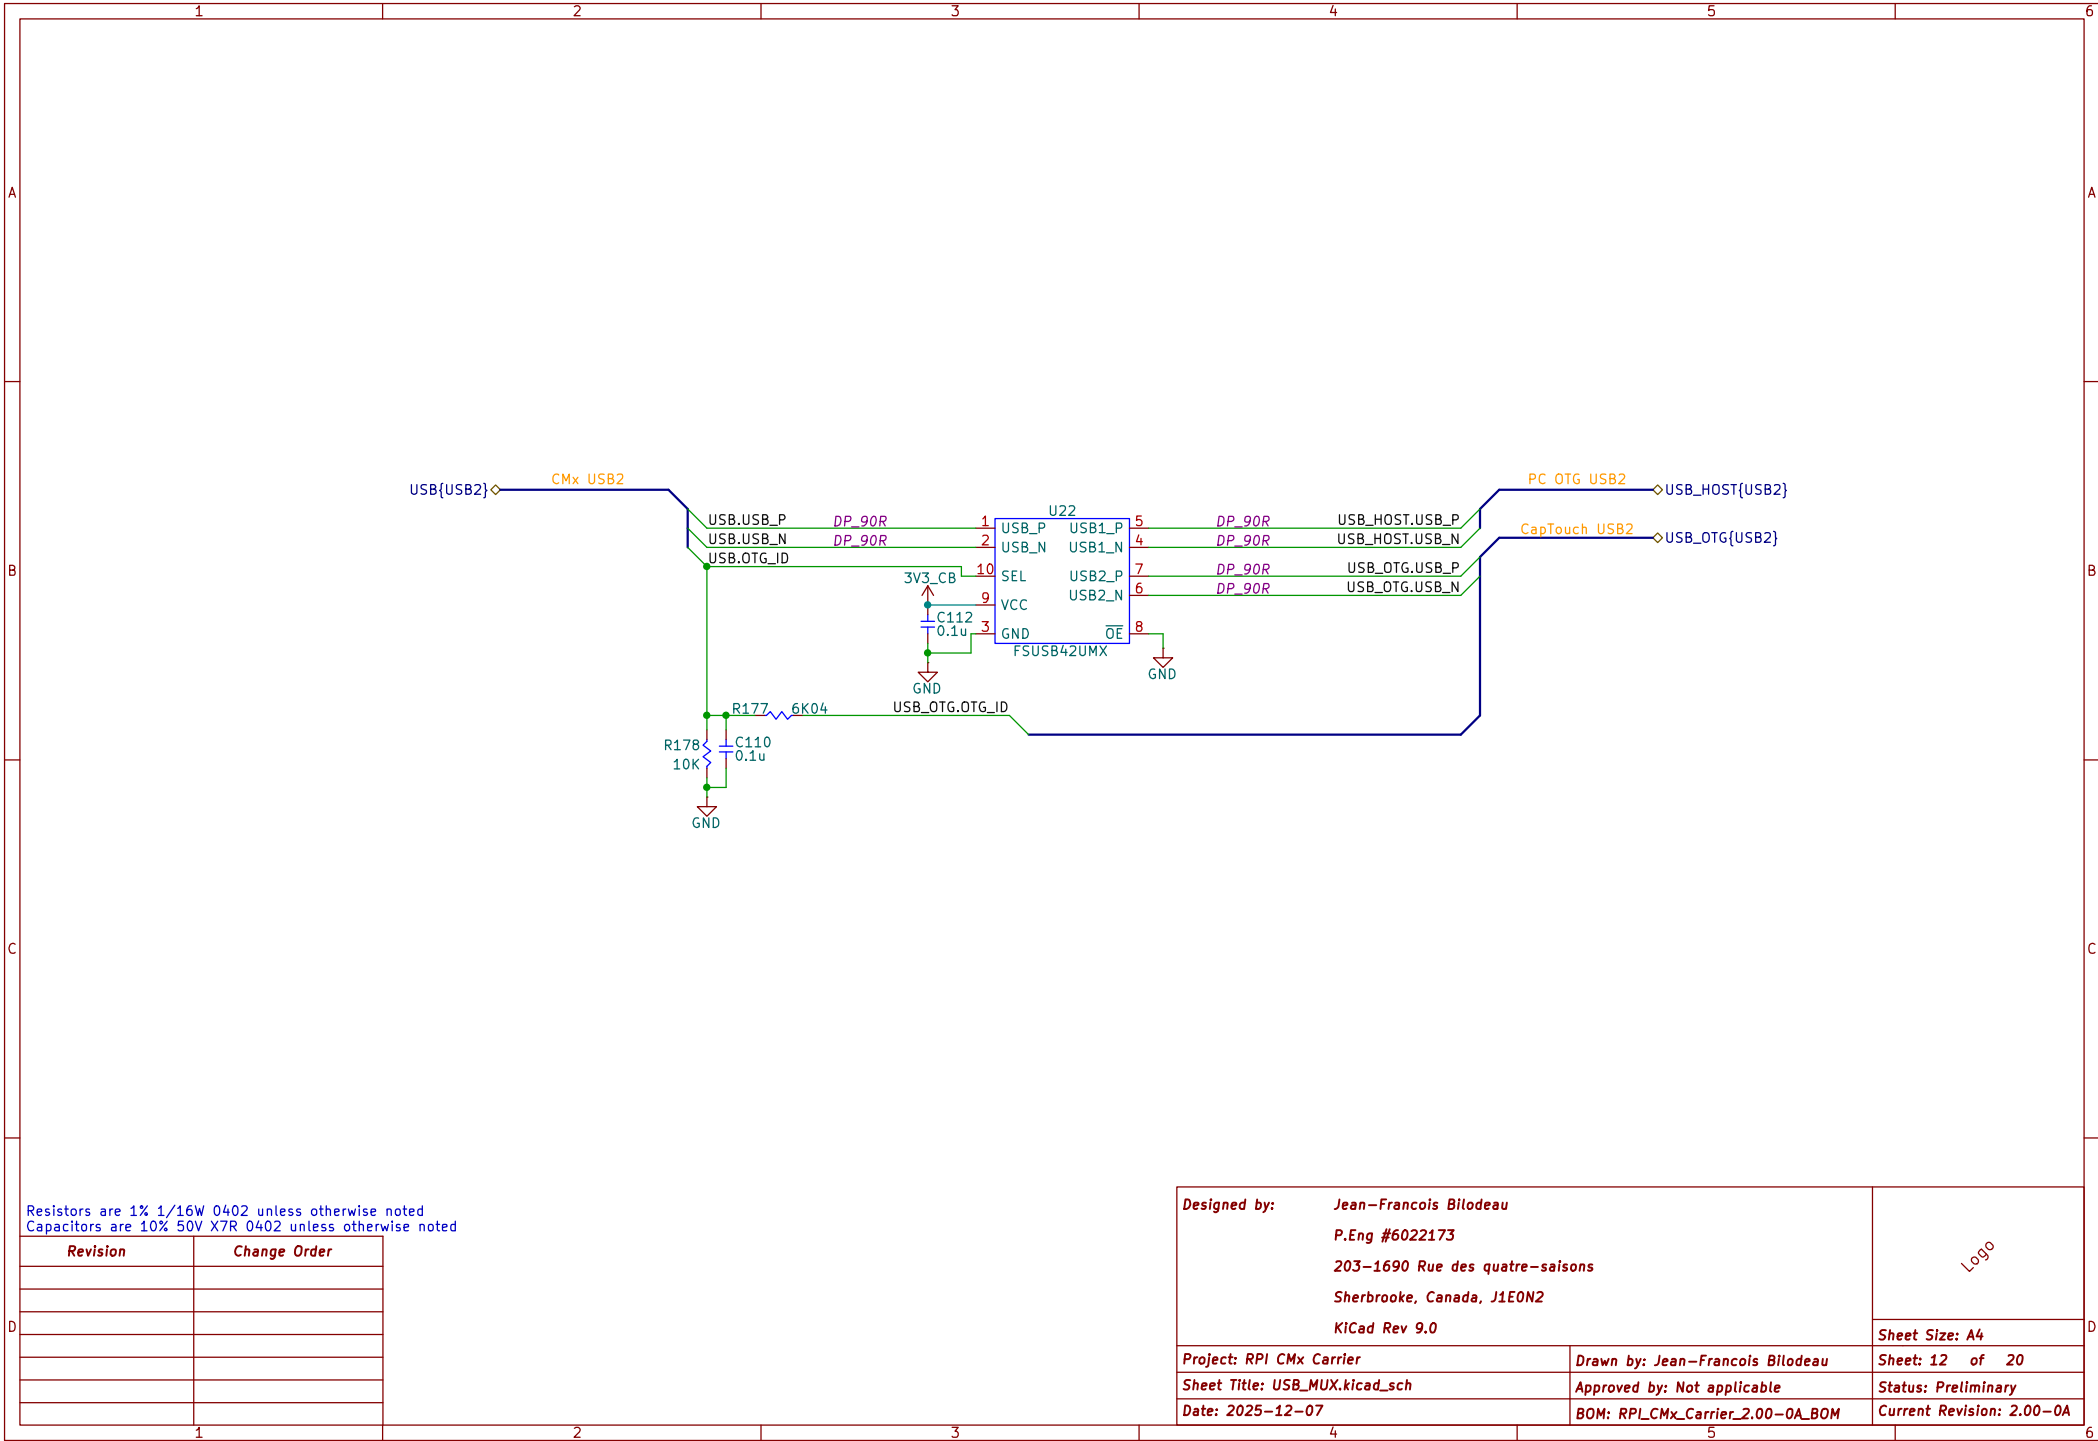 1 2 3 4 5 6
A A
CMx USB2
PC OTG USB2
USB{USB2}
USB_HOST{USB2}
U22
USB.USB_P DP_90R 1 USB_P USB1_P 5 DP_90R USB_HOST.USB_P
CapTouch USB2
USB_OTG{USB2}
USB.USB_N DP_90R 2 USB_N USB1_N 4 DP_90R USB_HOST.USB_N
USB.OTG_ID
B B
10 SEL USB2_P 7 DP_90R USB_OTG.USB_P
3V3_CB
USB2_N 6 DP_90R USB_OTG.USB_N
9 VCC
C112
0.1u
3 GND OE 8
FSUSB42UMX
GND
GND
R177 6K04 USB_OTG.OTG_ID
R178
10K
C110
0.1u
GND
C C
Resistors are 1% 1/16W 0402 unless otherwise noted
Capacitors are 10% 50V X7R 0402 unless otherwise noted
Revision Change Order
Designed by: Jean-Francois Bilodeau
P.Eng #6022173
203-1690 Rue des quatre-saisons
Sherbrooke, Canada, J1E0N2
KiCad Rev 9.0
Logo
D D
Sheet Size: A4
Project: RPI CMx Carrier
Drawn by: Jean-Francois Bilodeau
Sheet: 12 of 20
Sheet Title: USB_MUX.kicad_sch
Approved by: Not applicable
Status: Preliminary
Date: 2025-12-07
BOM: RPI_CMx_Carrier_2.00-0A_BOM
Current Revision: 2.00-0A
1 2 3 4 5 6